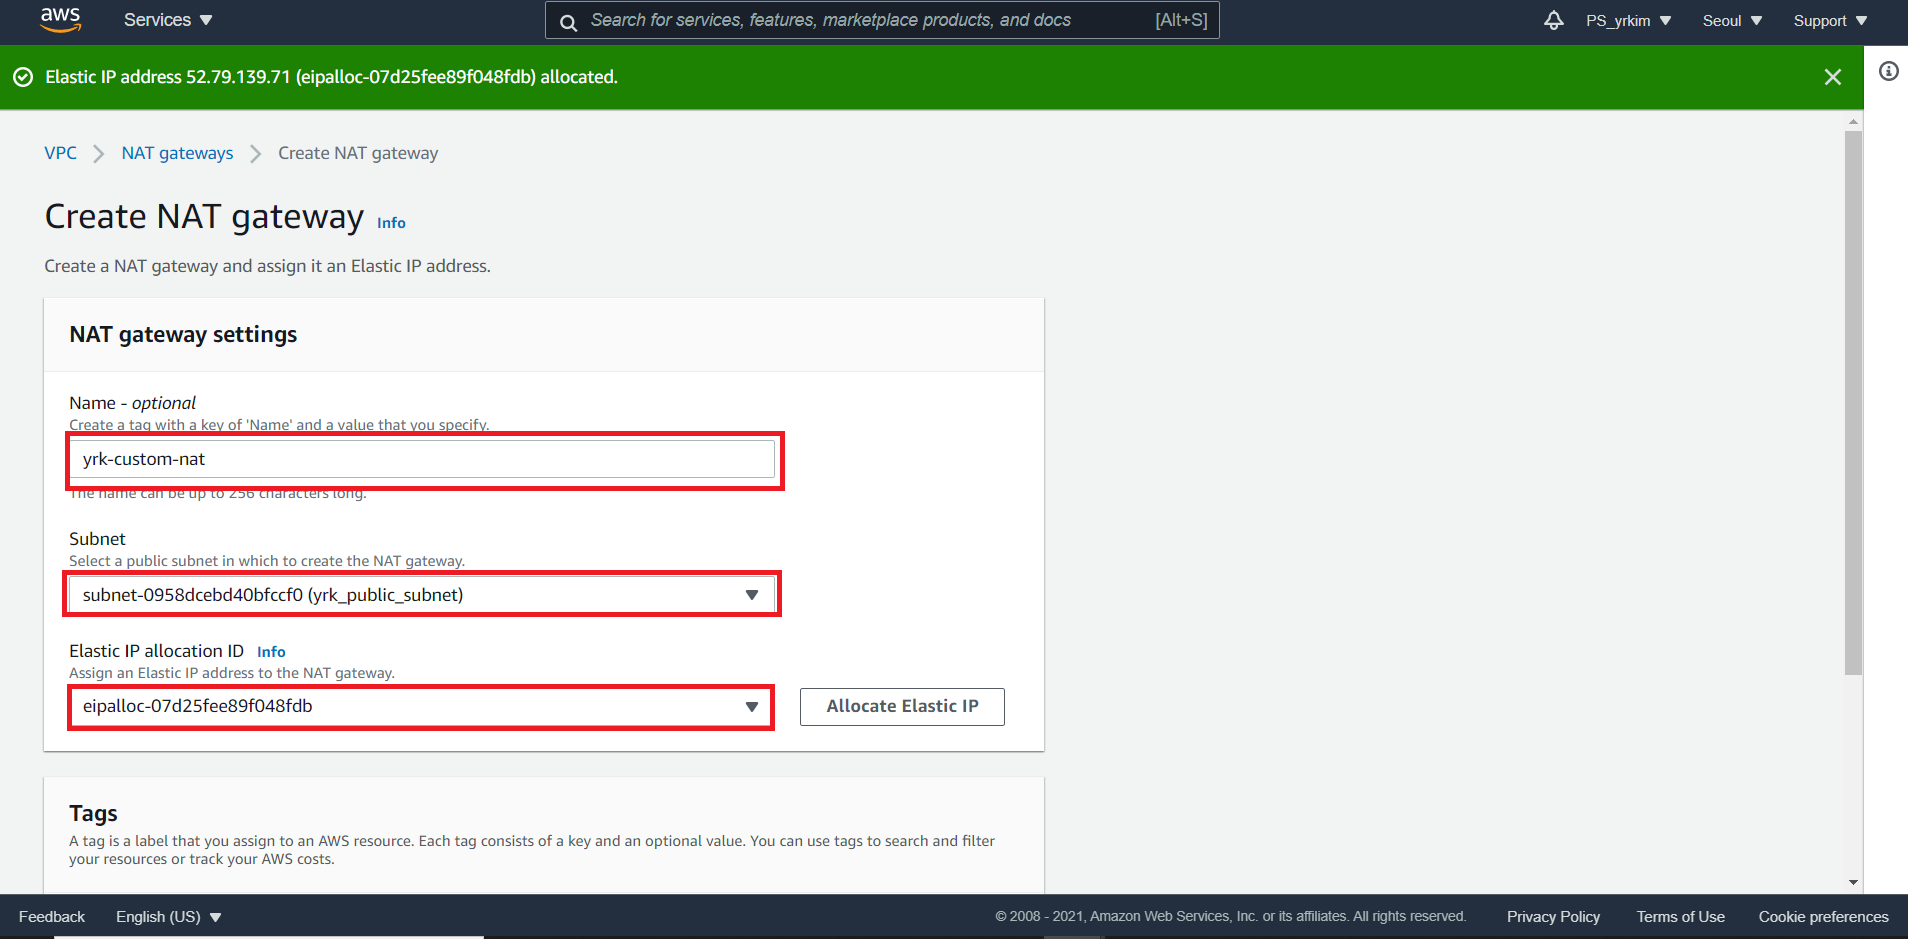 aws
Services
Search for services, features, marketplace products, and docs
[Alt+S]
PS_yrkim
Seoul
Support
Elastic IP address 52.79.139.71 (eipalloc-07d25fee89f048fdb) allocated.
VPC
NAT gateways
Create NAT gateway
Create NAT gateway Info
Create a NAT gateway and assign it an Elastic IP address.
NAT gateway settings
Name - optional
Create a tag with a key of 'Name' and a value that you specify.
yrk-custom-nat
The name can be up to 256 characters long.
Subnet
Select a public subnet in which to create the NAT gateway.
subnet-0958dcebd40bfccf0 (yrk_public_subnet)
Elastic IP allocation ID Info
Assign an Elastic IP address to the NAT gateway.
eipalloc-07d25fee89f048fdb
Allocate Elastic IP
Tags
A tag is a label that you assign to an AWS resource. Each tag consists of a key and an optional value. You can use tags to search and filter
your resources or track your AWS costs.
Feedback
English (US)
© 2008 - 2021, Amazon Web Services, Inc. or its affiliates. All rights reserved.
Privacy Policy
Terms of Use
Cookie preferences